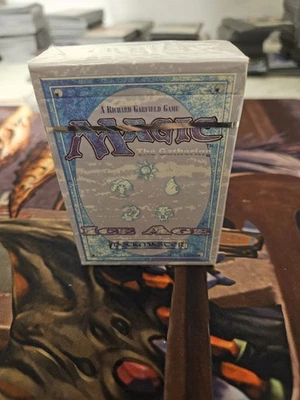 A RICHARD GARFIELD GAME
MAGIC
The Gathering
ICE AGE